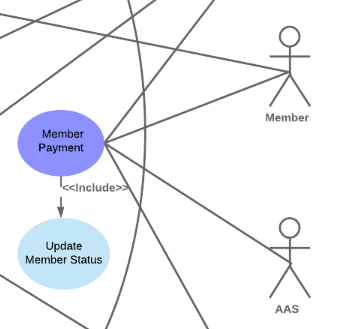 Member
Member
Payment
<<Include>>
Update
Member Status
AAS